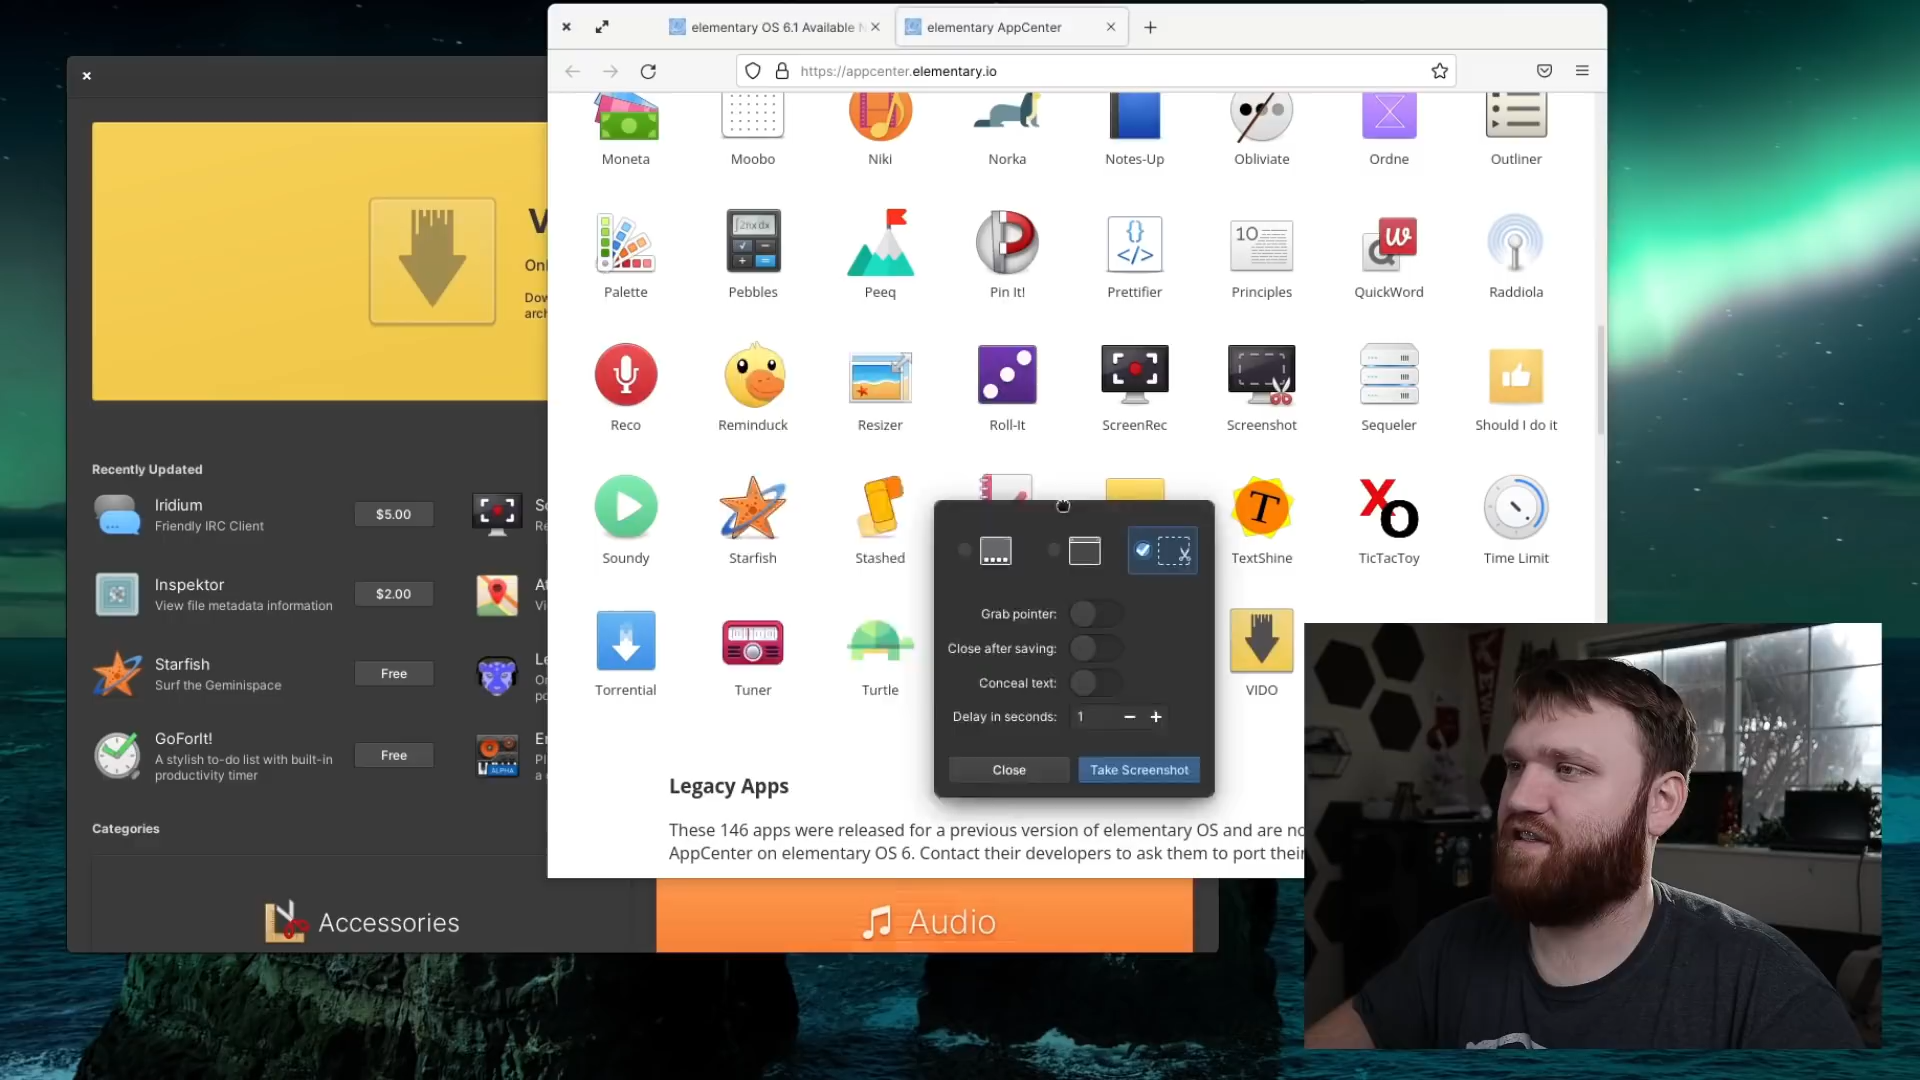 elementary OS 6.1 Available
elementary AppCenter
https://appcenter.elementary.io
Moneta
Moobo
Niki
Norka
Notes-Up
Obliviate
Ordne
Outliner
10
Palette
Pebbles
Peeq
Pin It!
Prettifier
Principles
QuickWord
Raddiola
Reco
Reminduck
Resizer
Roll-It
ScreenRec
Screenshot
Sequeler
Should I do it
T
XO
Soundy
Starfish
Stashed
TextShine
TicTacToy
Time Limit
Torrential
Tuner
Turtle
VIDO
Legacy Apps
These 146 apps were released for a previous version of elementary OS and are
AppCenter on elementary OS 6. Contact their developers to ask them to port their
Grab pointer:
Close after saving:
Conceal text:
Delay in seconds: 1
Close
Take Screenshot
V
Recently Updated
Iridium
Friendly IRC Client
$5.00
Inspektor
View file metadata information
$2.00
Starfish
Surf the Geminispace
Free
GoForIt!
A stylish to-do list with built-in
productivity timer
Free
ALPHA
Categories
Accessories
Audio